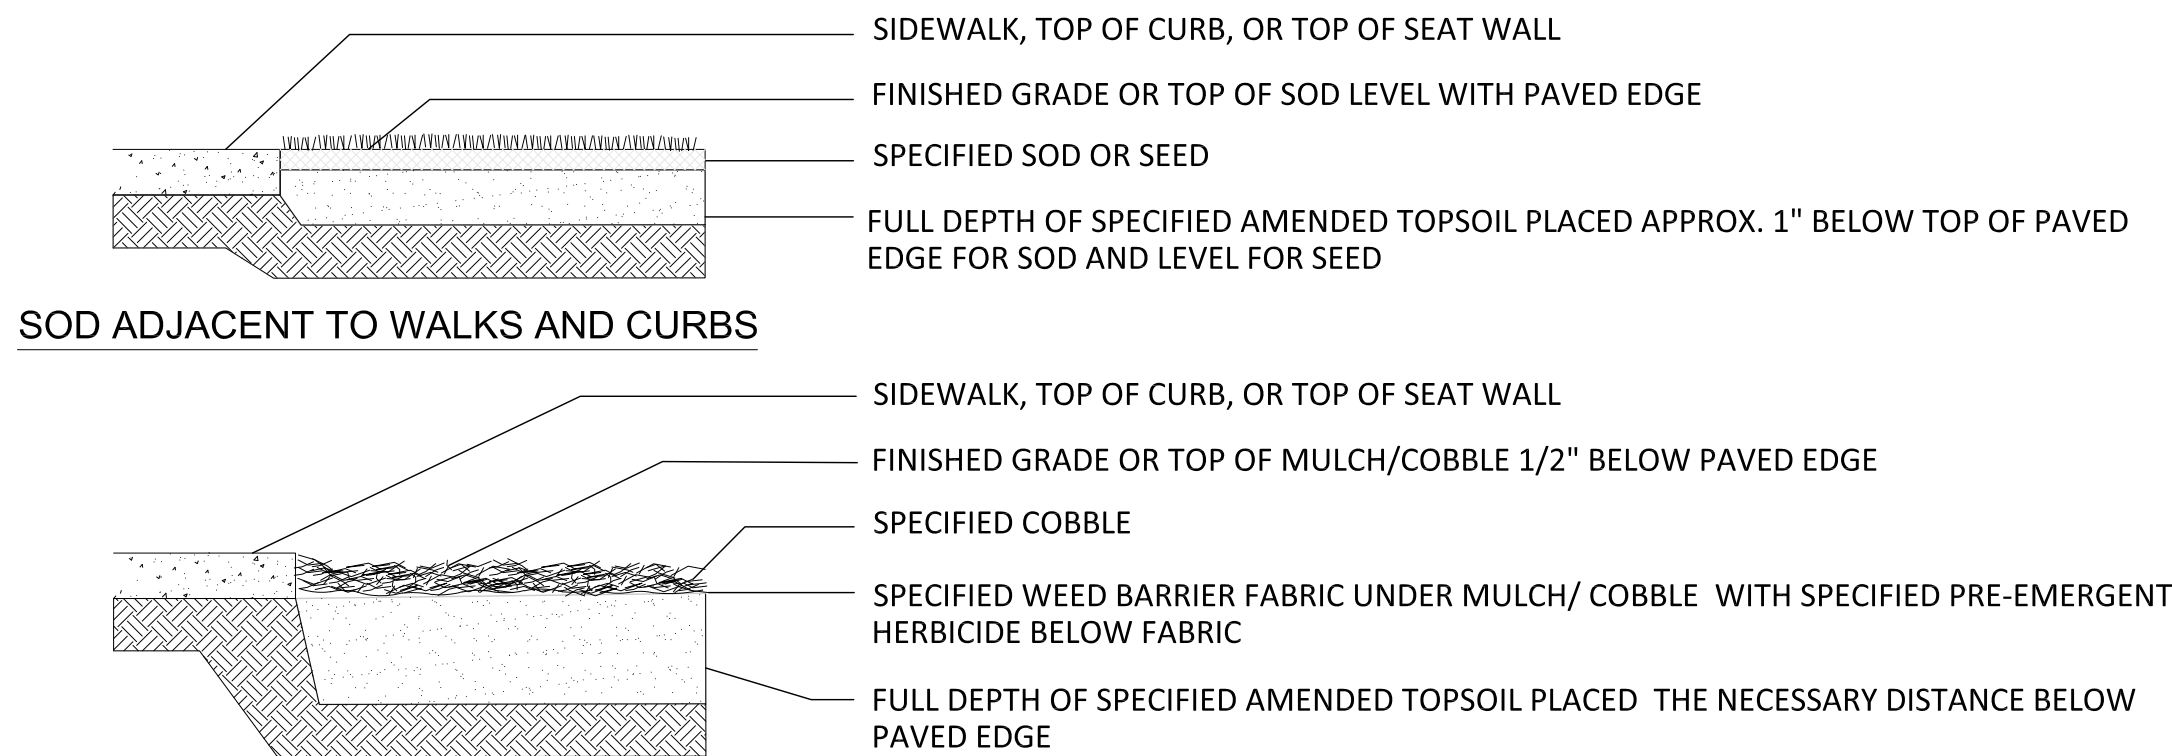 SIDEWALK, TOP OF CURB, OR TOP OF SEAT WALL
FINISHED GRADE OR TOP OF SOD LEVEL WITH PAVED EDGE
SPECIFIED SOD OR SEED
FULL DEPTH OF SPECIFIED AMENDED TOPSOIL PLACED APPROX. 1" BELOW TOP OF PAVED
EDGE FOR SOD AND LEVEL FOR SEED
SOD ADJACENT TO WALKS AND CURBS
SIDEWALK, TOP OF CURB, OR TOP OF SEAT WALL
FINISHED GRADE OR TOP OF MULCH/COBBLE 1/2" BELOW PAVED EDGE
SPECIFIED COBBLE
SPECIFIED WEED BARRIER FABRIC UNDER MULCH/ COBBLE  WITH SPECIFIED PRE-EMERGENT
HERBICIDE BELOW FABRIC
FULL DEPTH OF SPECIFIED AMENDED TOPSOIL PLACED  THE NECESSARY DISTANCE BELOW
PAVED EDGE